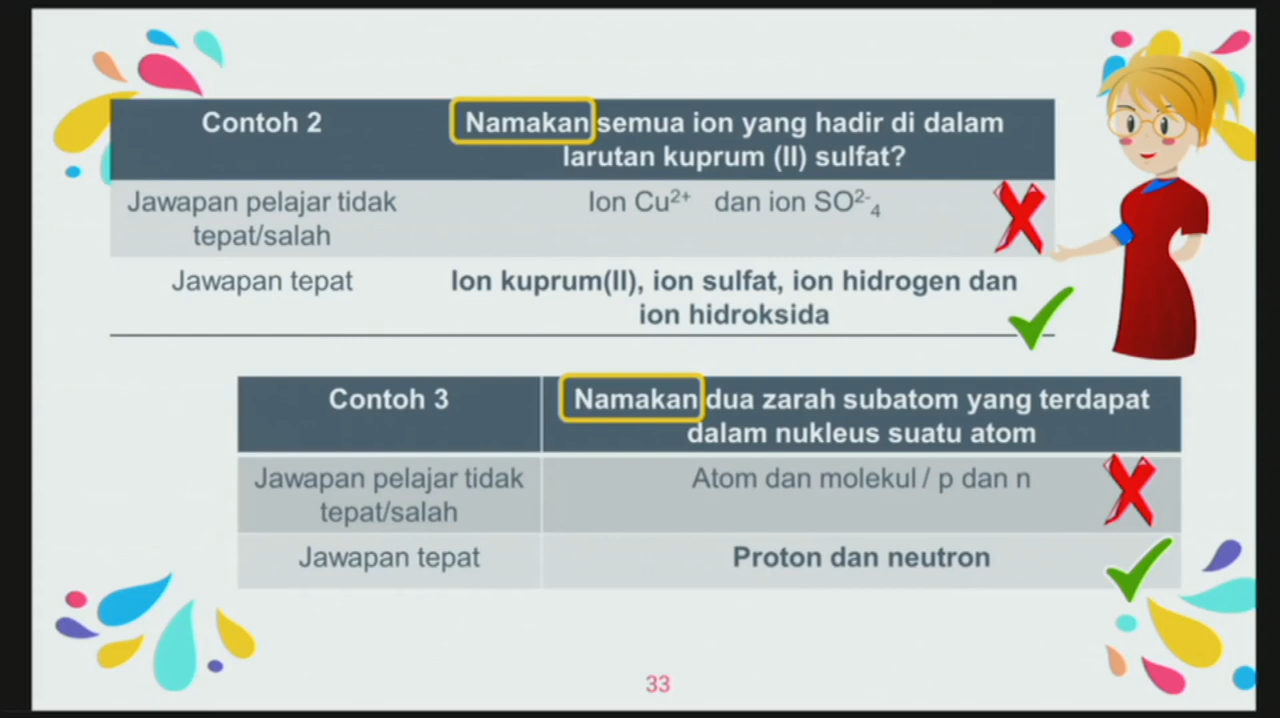 Contoh 2
Namakan semua ion yang hadir di dalam
larutan kuprum (II) sulfat?
Jawapan pelajar tidak
tepat/salah
Ion Cu²⁺ dan ion SO²⁻₄
Jawapan tepat
Ion kuprum(II), ion sulfat, ion hidrogen dan
ion hidroksida
Contoh 3
Namakan dua zarah subatom yang terdapat
dalam nukleus suatu atom
Jawapan pelajar tidak
tepat/salah
Atom dan molekul / p dan n
Jawapan tepat
Proton dan neutron
33